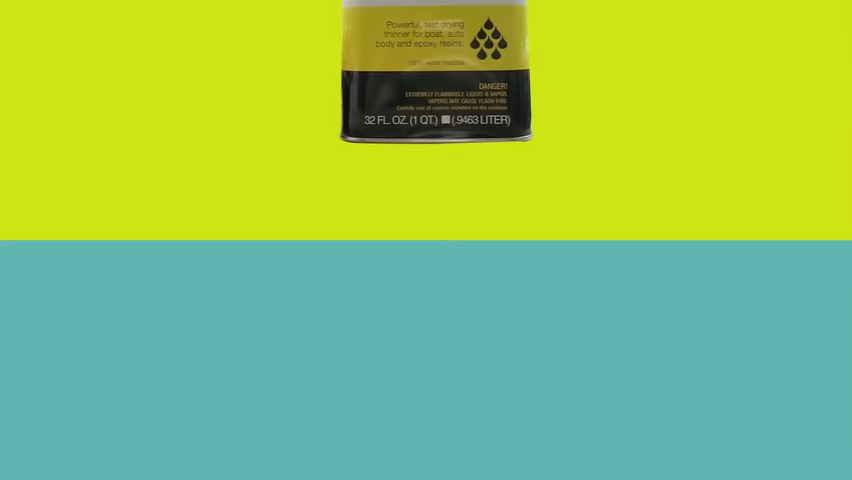 Powerful, fast drying
thinner for boat, auto
body and epoxy resins.
DANGER!
EXTREMELY FLAMMABLE LIQUID & VAPOR.
VAPORS MAY CAUSE FLASH FIRE
32 FL. OZ. (1 QT.) (.9463 LITER)